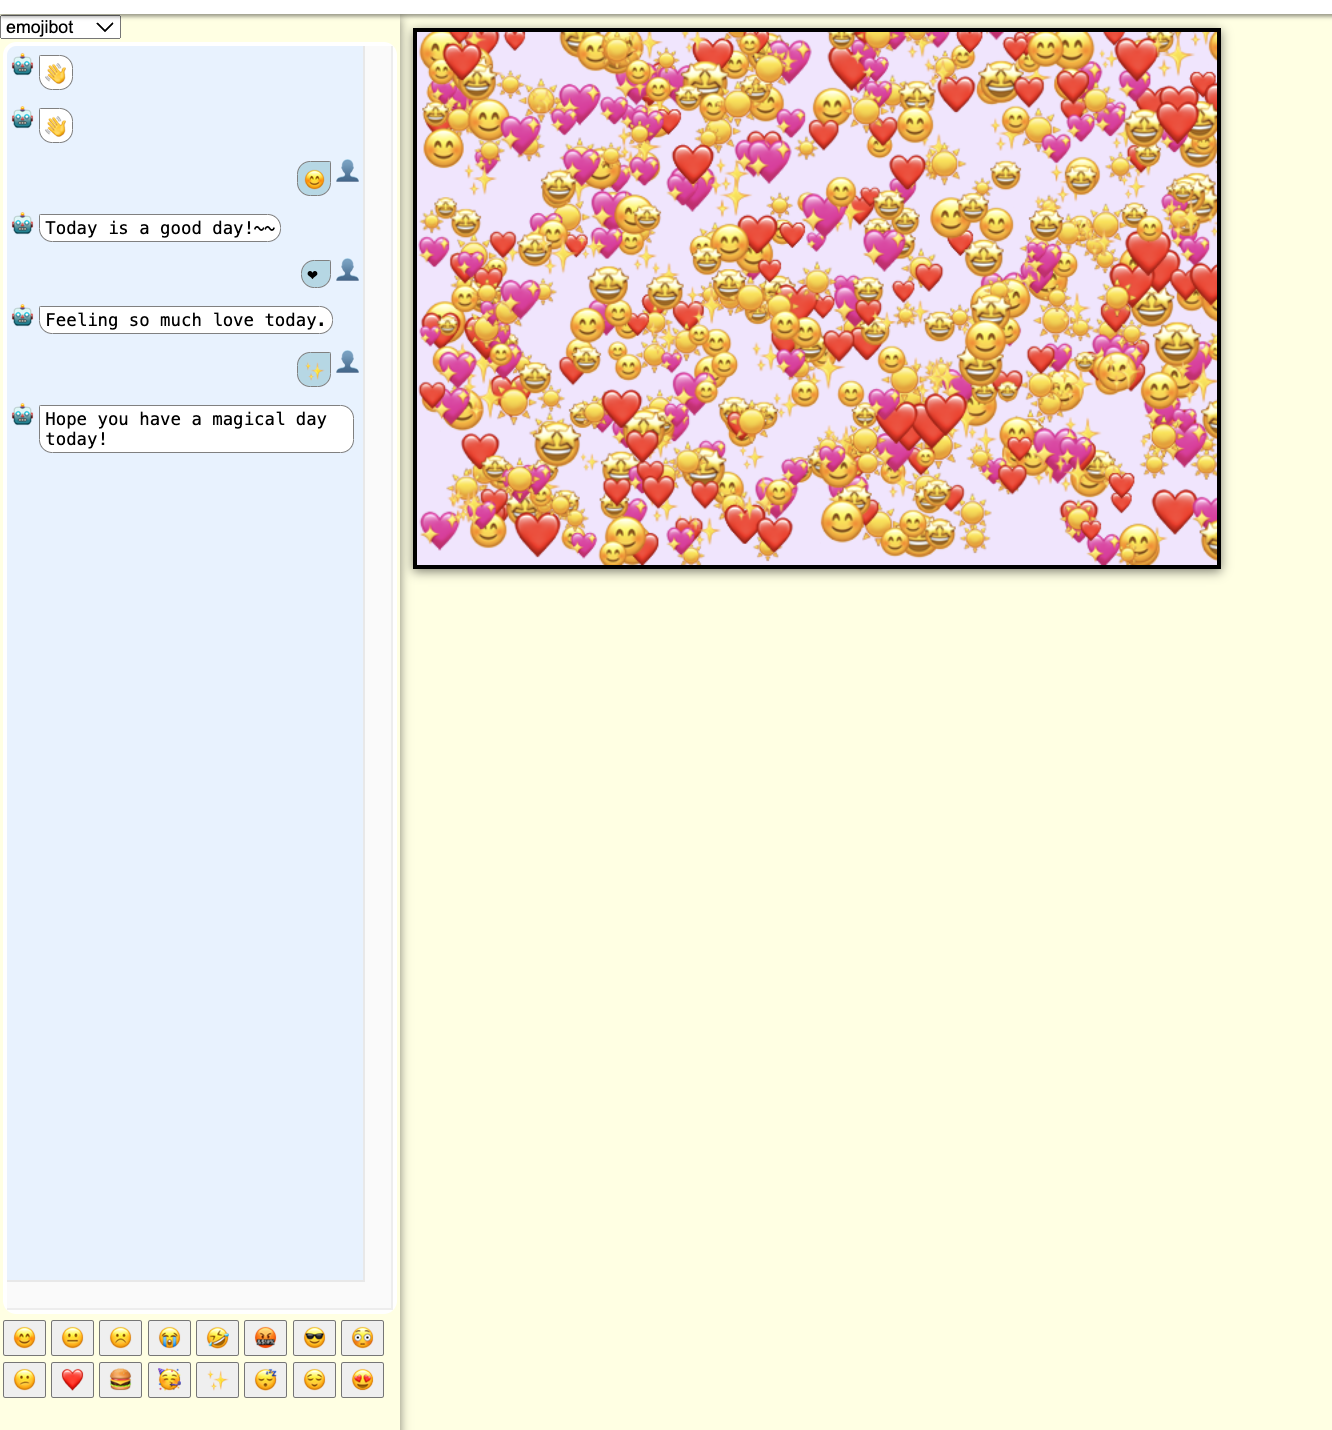 emojibot
👋
👋
😊
Today is a good day!~~
❤
Feeling so much love today.
✨
Hope you have a magical day
today!